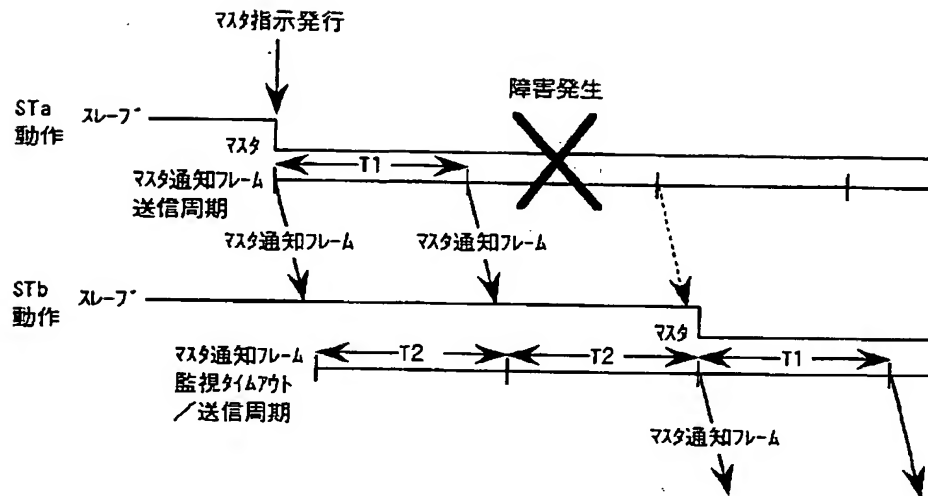 ﾏｽﾀ指示発行
障害発生
STa
動作
ｽﾚｰﾌﾞ
ﾏｽﾀ
T1
ﾏｽﾀ通知ﾌﾚｰﾑ
送信周期
ﾏｽﾀ通知ﾌﾚｰﾑ
ﾏｽﾀ通知ﾌﾚｰﾑ
STb
動作
ｽﾚｰﾌﾞ
ﾏｽﾀ
T2
T2
T1
ﾏｽﾀ通知ﾌﾚｰﾑ
監視ﾀｲﾑｱｳﾄ
／送信周期
ﾏｽﾀ通知ﾌﾚｰﾑ